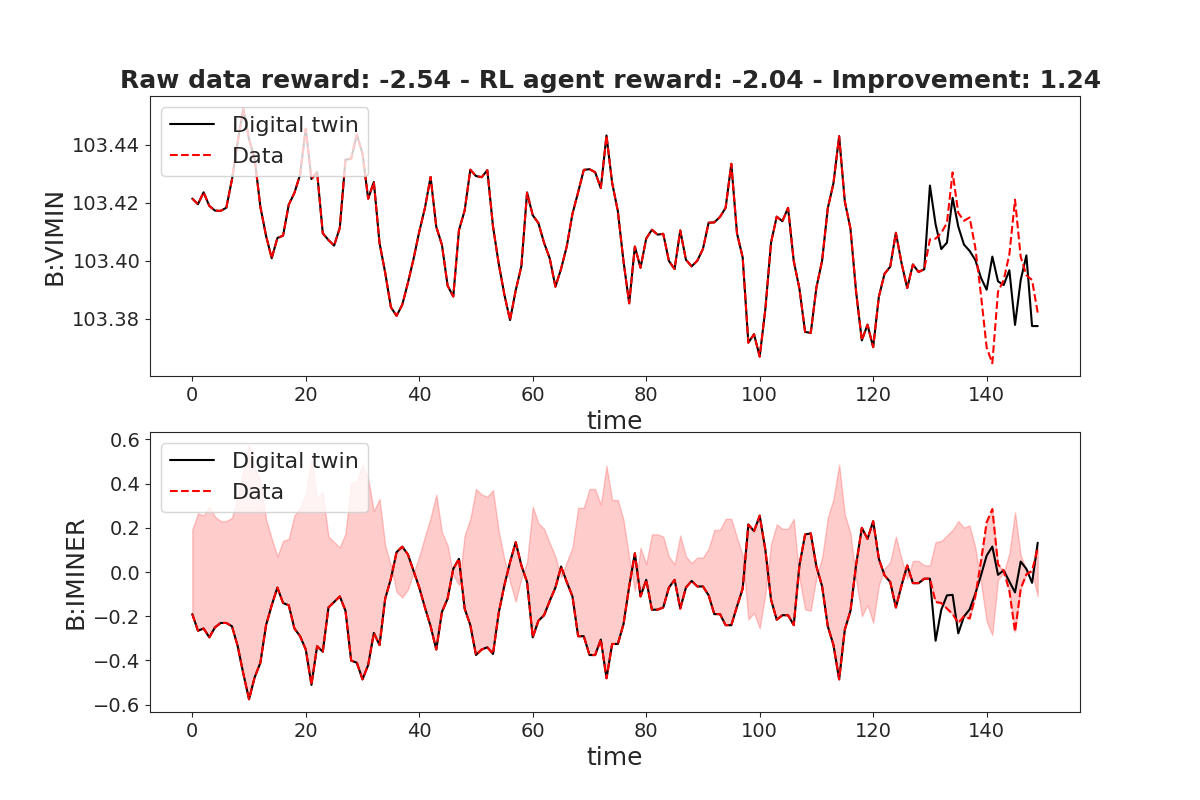 Raw data reward: -2.54 - RL agent reward: -2.04 - Improvement: 1.24
B:VIMIN
103.44
103.42
103.40
103.38
Digital twin
Data
0 20 40 60 80 100 120 140
time
B:IMINER
0.6
0.4
0.2
0.0
−0.2
−0.4
−0.6
Digital twin
Data
0 20 40 60 80 100 120 140
time